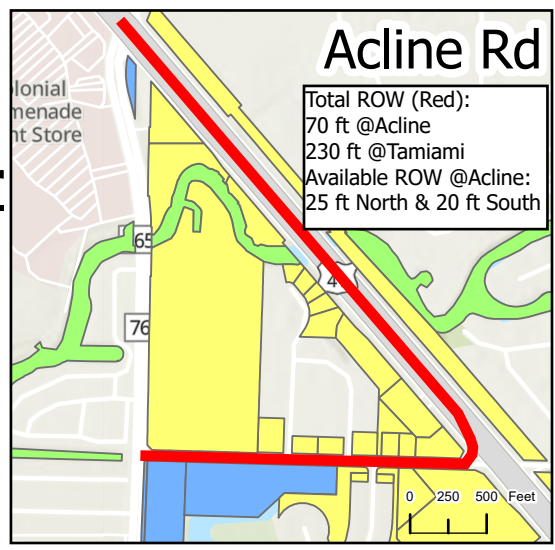 Acline Rd
Total ROW (Red):
70 ft @Acline
230 ft @Tamiami
Available ROW @Acline:
25 ft North & 20 ft South
lonial
menade
nt Store
65
4
76
0 250 500 Feet